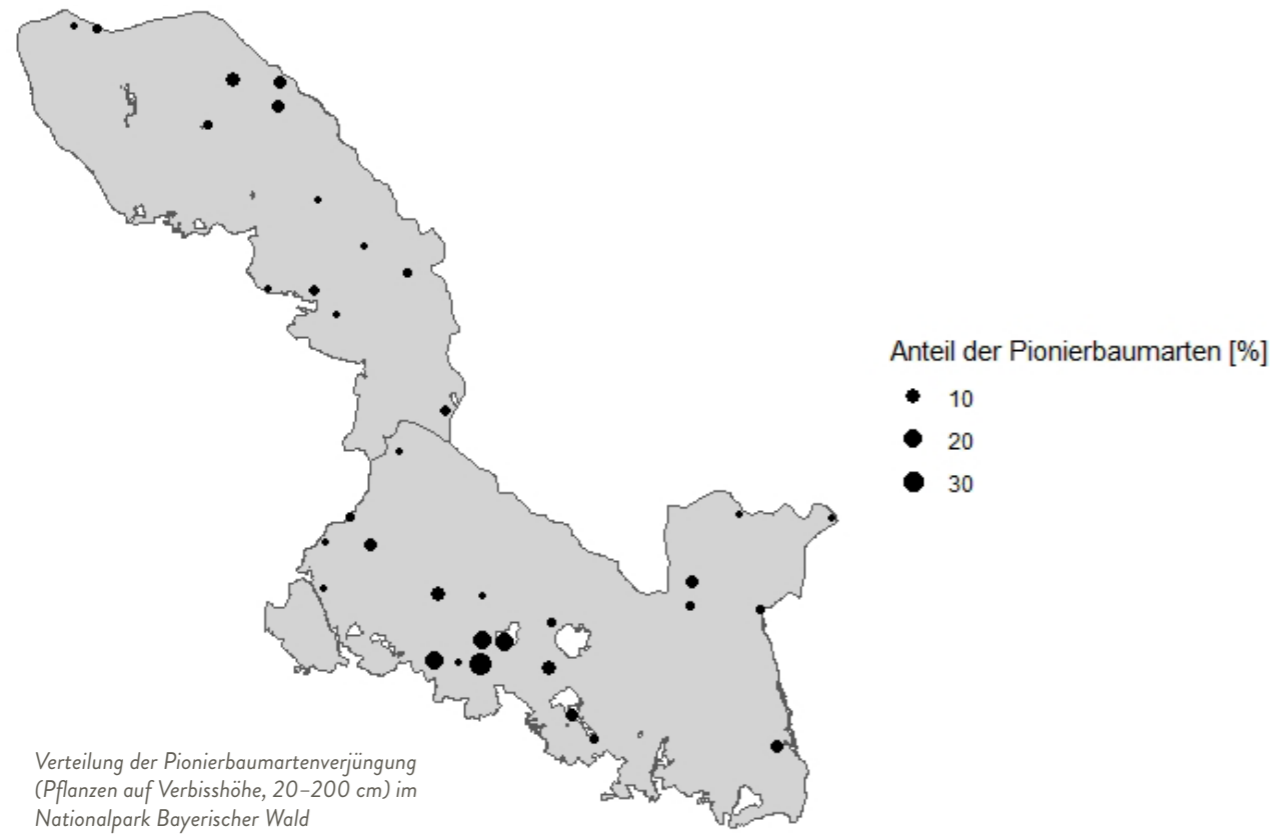 Anteil der Pionierbaumarten [%]
10
20
30
Verteilung der Pionierbaumartenverjüngung
(Pflanzen auf Verbisshöhe, 20–200 cm) im
Nationalpark Bayerischer Wald